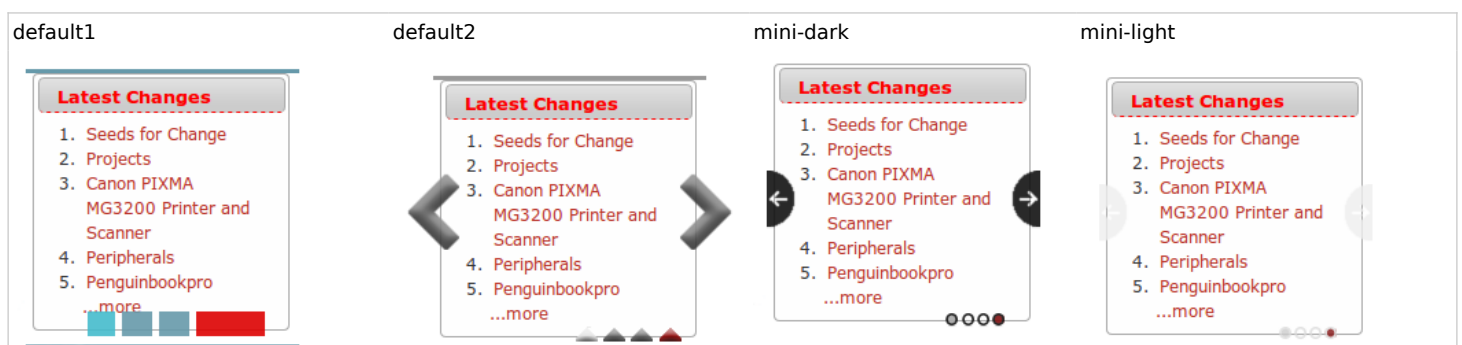 default1
Latest Changes
1. Seeds for Change
2. Projects
3. Canon PIXMA
MG3200 Printer and
Scanner
4. Peripherals
5. Penguinbookpro
...more
default2
Latest Changes
1. Seeds for Change
2. Projects
3. Canon PIXMA
MG3200 Printer and
Scanner
4. Peripherals
5. Penguinbookpro
...more
mini-dark
Latest Changes
1. Seeds for Change
2. Projects
3. Canon PIXMA
MG3200 Printer and
Scanner
4. Peripherals
5. Penguinbookpro
...more
mini-light
Latest Changes
1. Seeds for Change
2. Projects
3. Canon PIXMA
MG3200 Printer and
Scanner
4. Peripherals
5. Penguinbookpro
...more